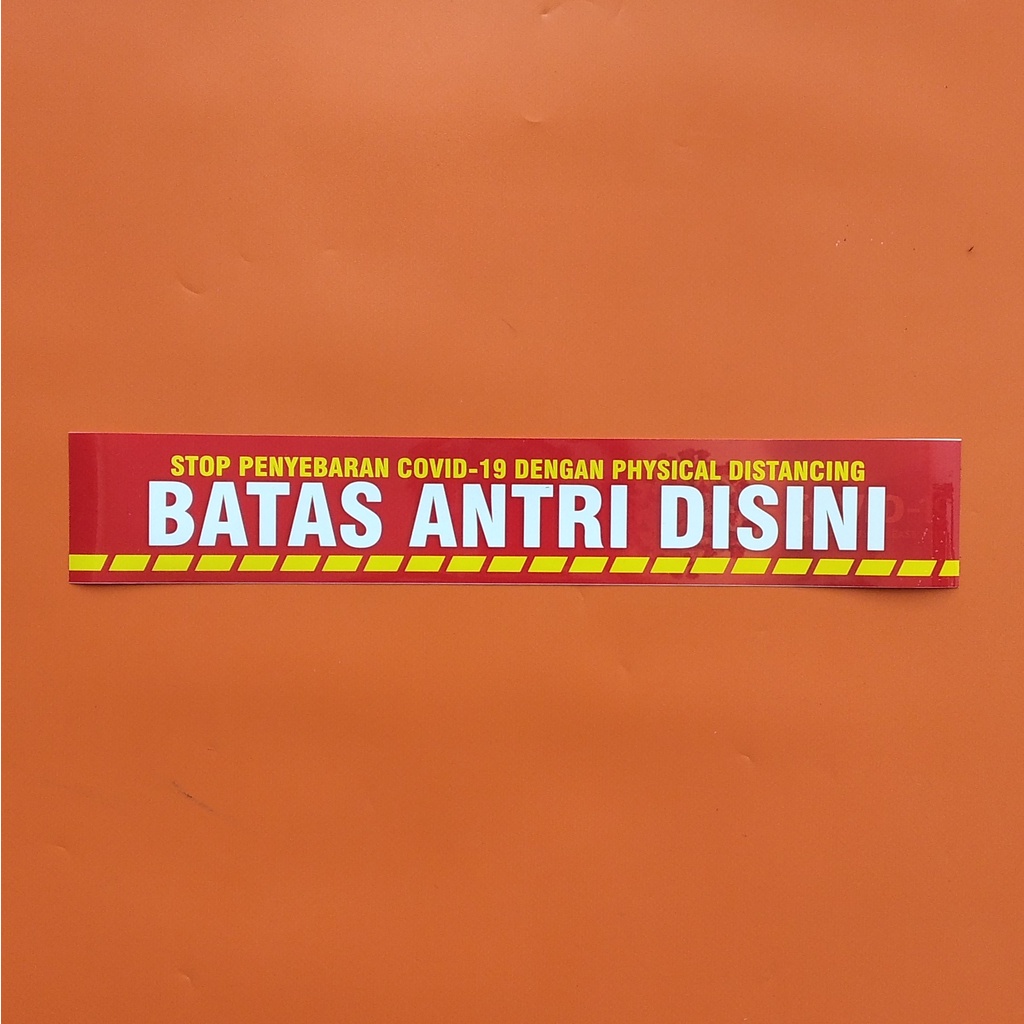 STOP PENYEBARAN COVID-19 DENGAN PHYSICAL DISTANCING
BATAS ANTRI DISINI